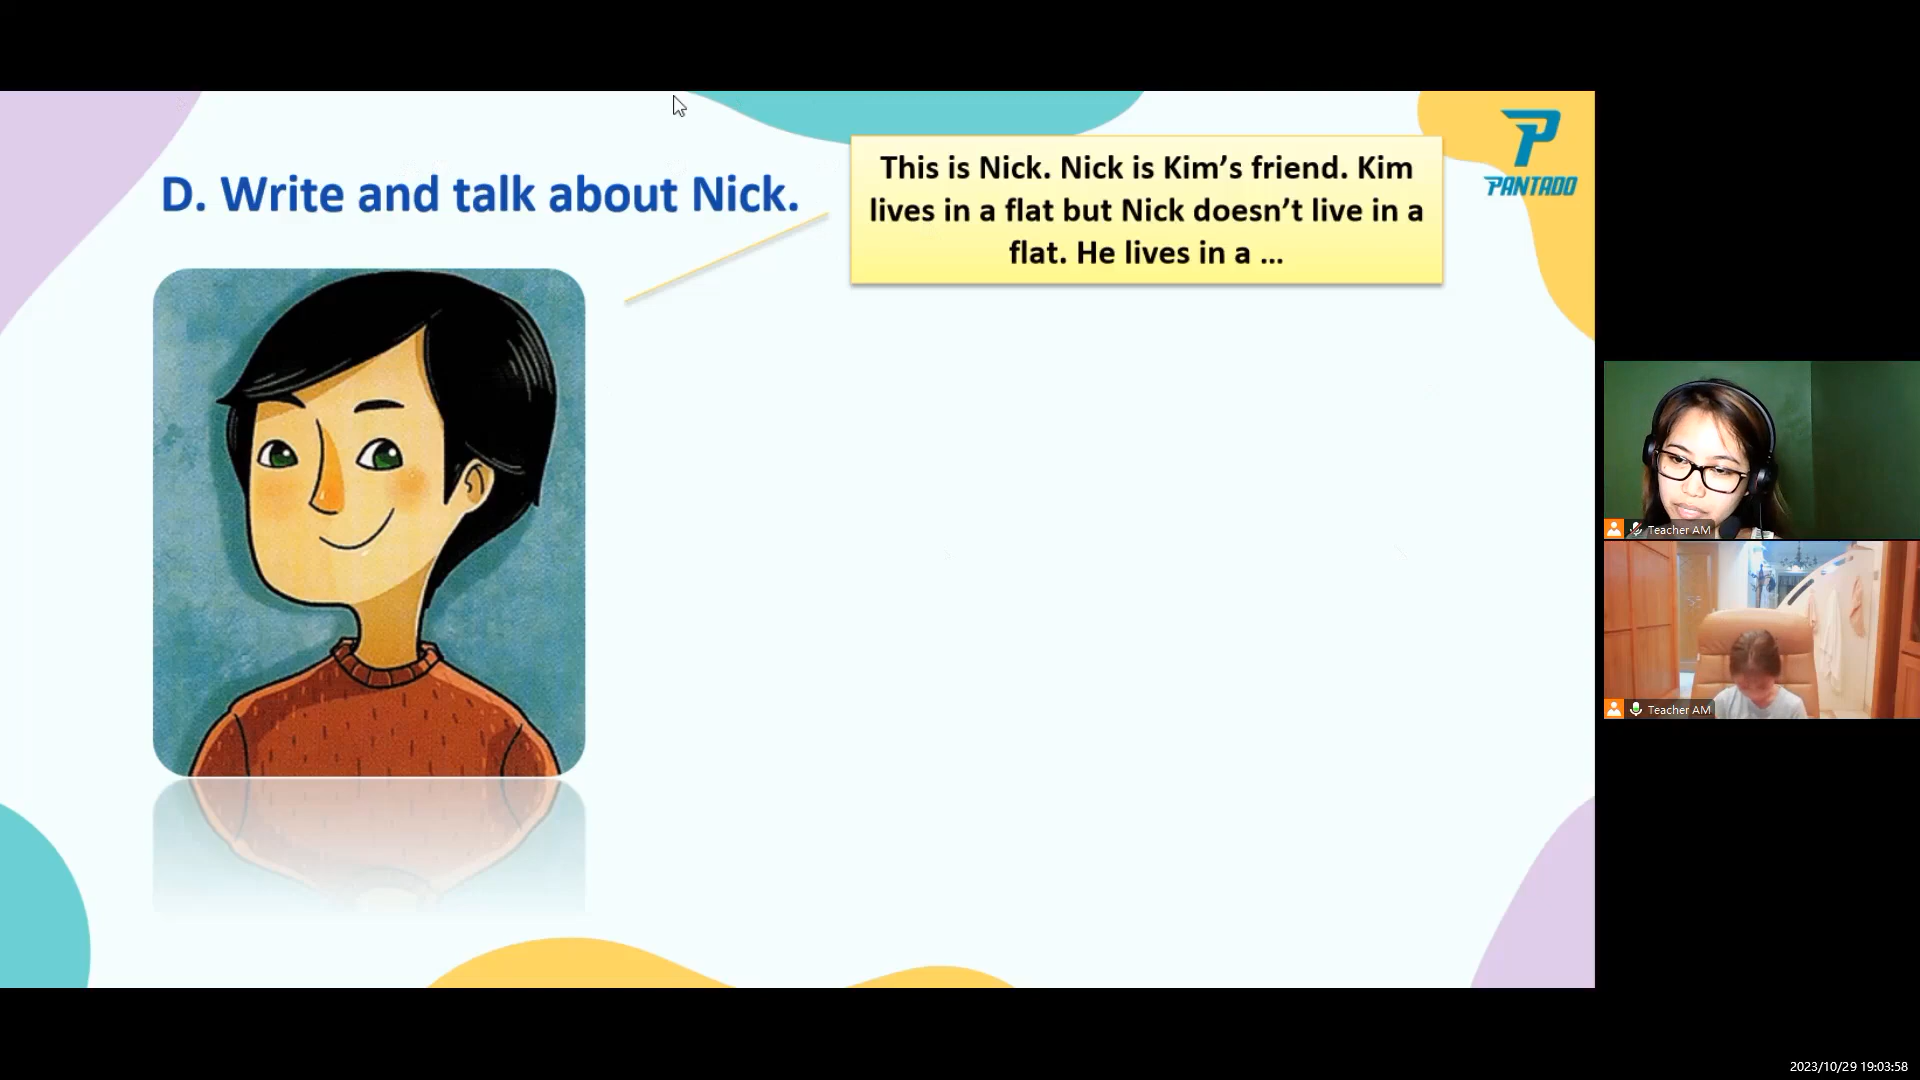 D. Write and talk about Nick.
This is Nick. Nick is Kim’s friend. Kim
lives in a flat but Nick doesn’t live in a
flat. He lives in a ...
PANTADO
Teacher AM
Teacher AM
2023/10/29 19:03:58